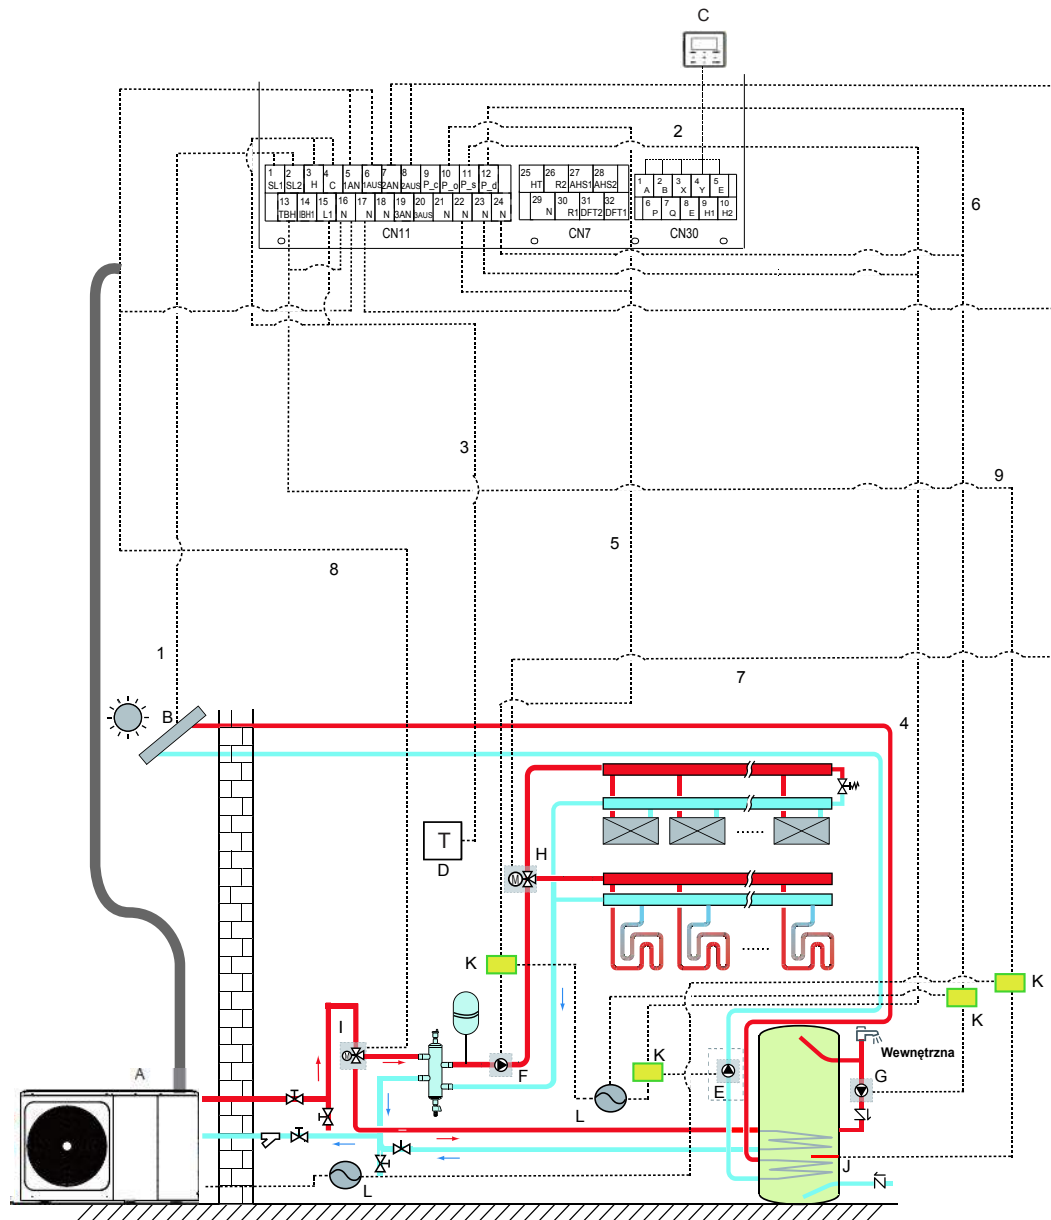 C
2
1 SL1
2 SL2
3 H
4 C
5 1AN
6 1AUS
7 2AN
8 2AUS
9 P_c
10 P_o
11 P_s
12 P_d
13 TBH
14 IBH1
15 L1
16 N
17 N
18 N
19 3AN
20 3AUS
21 N
22 N
23 N
24 N
CN11
25 HT
26 R2
27 AHS1
28 AHS2
29 N
30 R1
31 DFT2
32 DFT1
CN7
1 A
2 B
3 X
4 Y
5 E
6 P
7 Q
8 E
9 H1
10 H2
CN30
6
3
9
5
8
1
7
B
4
T
D
H
M
K
K
K
I
M
F
K
Wewnętrzna
A
G
E
L
J
L